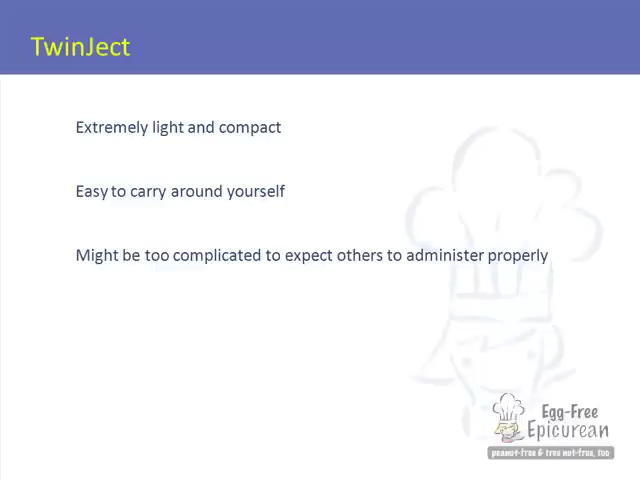 TwinJect
Extremely light and compact
Easy to carry around yourself
Might be too complicated to expect others to administer properly
Egg-Free
Epicurean
peanut-free & tree nut-free, too